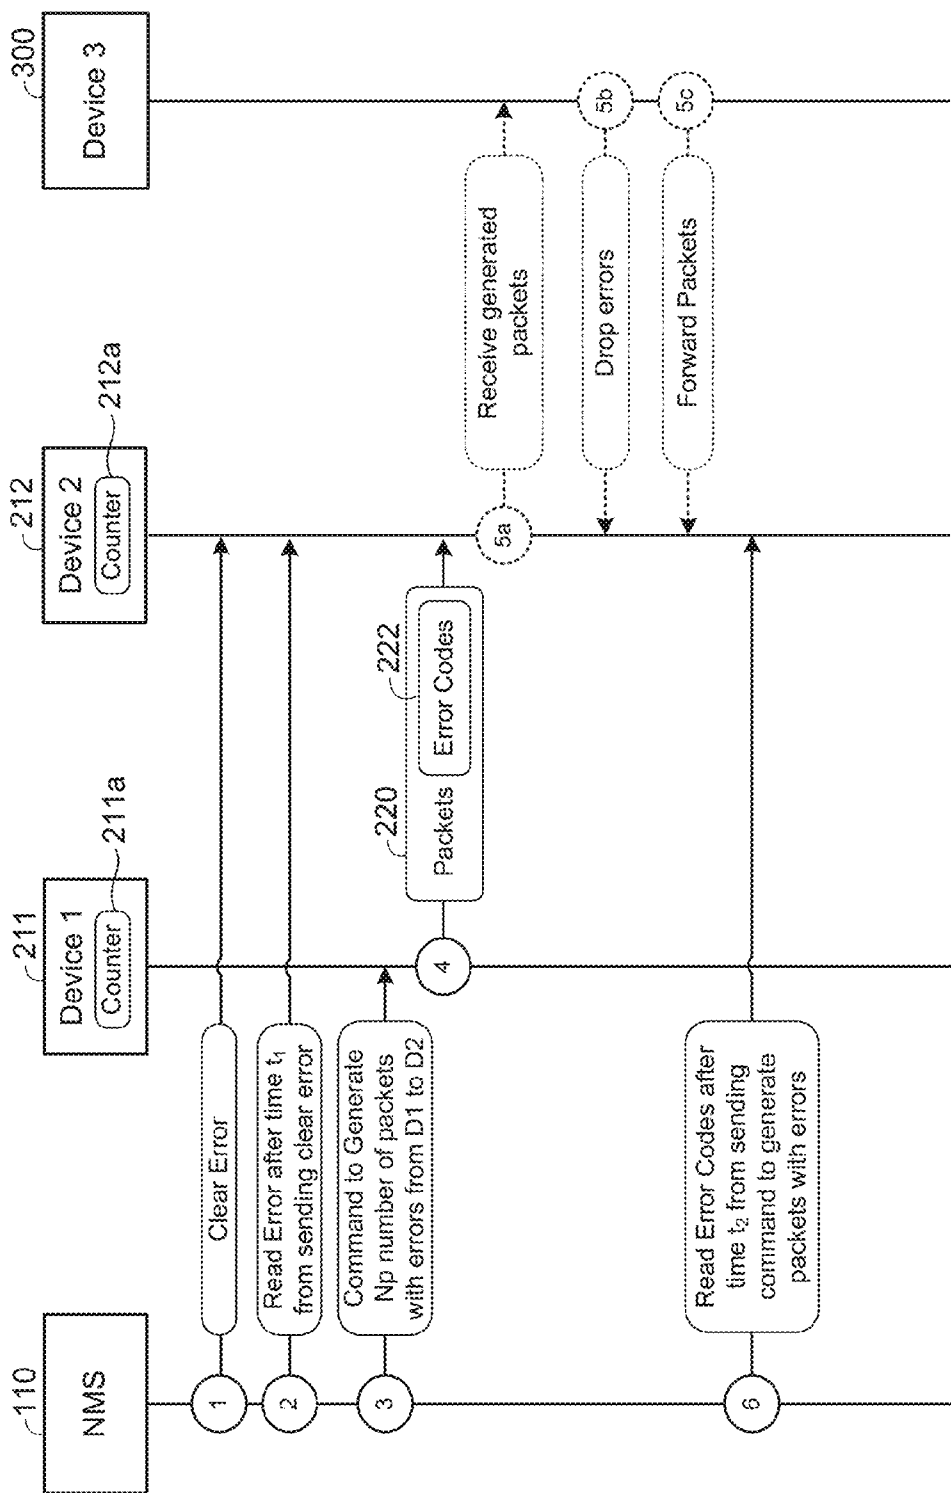 110
NMS
211
Device 1
Counter
211a
212
Device 2
Counter
212a
300
Device 3
1
Clear Error
2
Read Error after time t₁
from sending clear error
3
Command to Generate
Np number of packets
with errors from D1 to D2
4
220
Packets
222
Error Codes
5a
Receive generated
packets
Drop errors
5b
Forward Packets
5c
6
Read Error Codes after
time t₂ from sending
command to generate
packets with errors